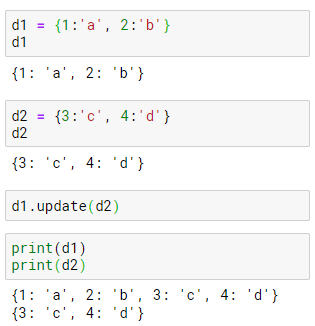 d1 = {1:'a', 2:'b'}
d1
{1: 'a', 2: 'b'}
d2 = {3:'c', 4:'d'}
d2
{3: 'c', 4: 'd'}
d1.update(d2)
print(d1)
print(d2)
{1: 'a', 2: 'b', 3: 'c', 4: 'd'}
{3: 'c', 4: 'd'}